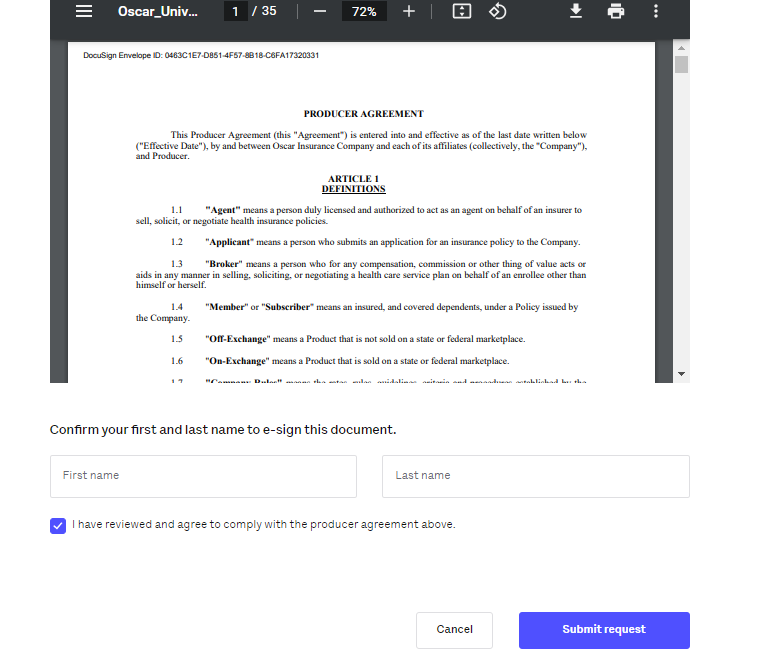 Oscar_Univ... 1 / 35 72%
DocuSign Envelope ID: 0463C1E7-D851-4F57-8B18-C6FA17320331
PRODUCER AGREEMENT
This Producer Agreement (this "Agreement") is entered into and effective as of the last date written below
("Effective Date"), by and between Oscar Insurance Company and each of its affiliates (collectively, the "Company"),
and Producer.
ARTICLE 1
DEFINITIONS
1.1 "Agent" means a person duly licensed and authorized to act as an agent on behalf of an insurer to
sell, solicit, or negotiate health insurance policies.
1.2 "Applicant" means a person who submits an application for an insurance policy to the Company.
1.3 "Broker" means a person who for any compensation, commission or other thing of value acts or
aids in any manner in selling, soliciting, or negotiating a health care service plan on behalf of an enrollee other than
himself or herself.
1.4 "Member" or "Subscriber" means an insured, and covered dependents, under a Policy issued by
the Company.
1.5 "Off-Exchange" means a Product that is not sold on a state or federal marketplace.
1.6 "On-Exchange" means a Product that is sold on a state or federal marketplace.
1.7 "Company Rules" means the rates, rules, guidelines, criteria and procedures established by the
Confirm your first and last name to e-sign this document.
First name Last name
I have reviewed and agree to comply with the producer agreement above.
Cancel Submit request